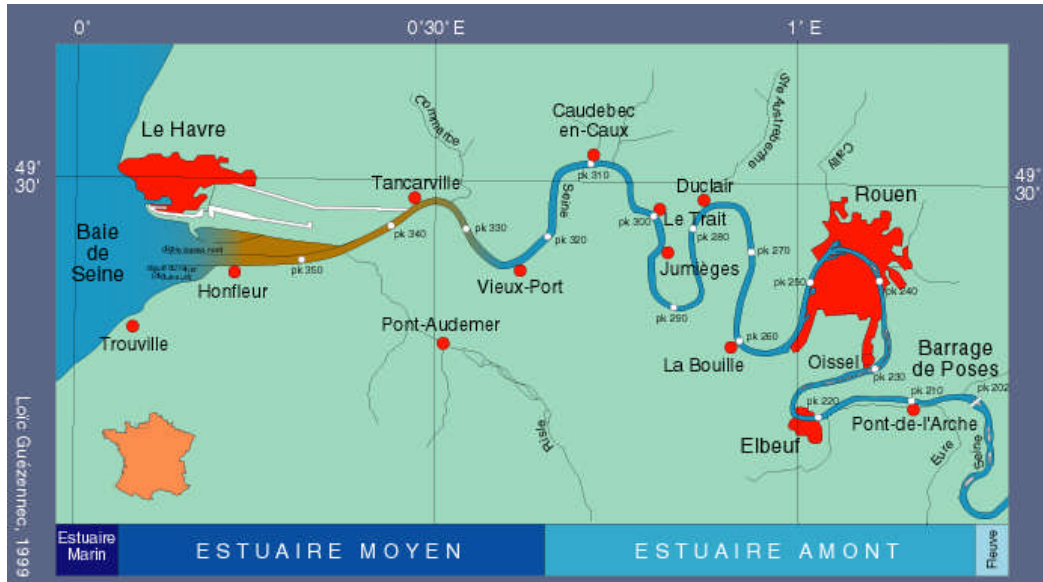 0'
0'30' E
1' E
Commerce
Caudebec
en-Caux
Ste Austreberthe
Cailly
Le Havre
49'
30'
pk 310
49'
30'
Tancarville
Seine
Duclair
Rouen
pk 300
Le Trait
Baie
de
Seine
pk 340
pk 330
pk 320
pk 280
pk 270
Jumièges
pk 350
Honfleur
Vieux-Port
pk 250
pk 240
pk 290
Trouville
Pont-Audemer
pk 260
La Bouille
Oissel
Barrage
de Poses
pk 230
pk 202
pk 220
pk 210
Risle
Elbeuf
Pont-de-l'Arche
Eure
Seine
Loïc Guézennec, 1999
Estuaire
Marin
ESTUAIRE MOYEN
ESTUAIRE AMONT
Fleuve